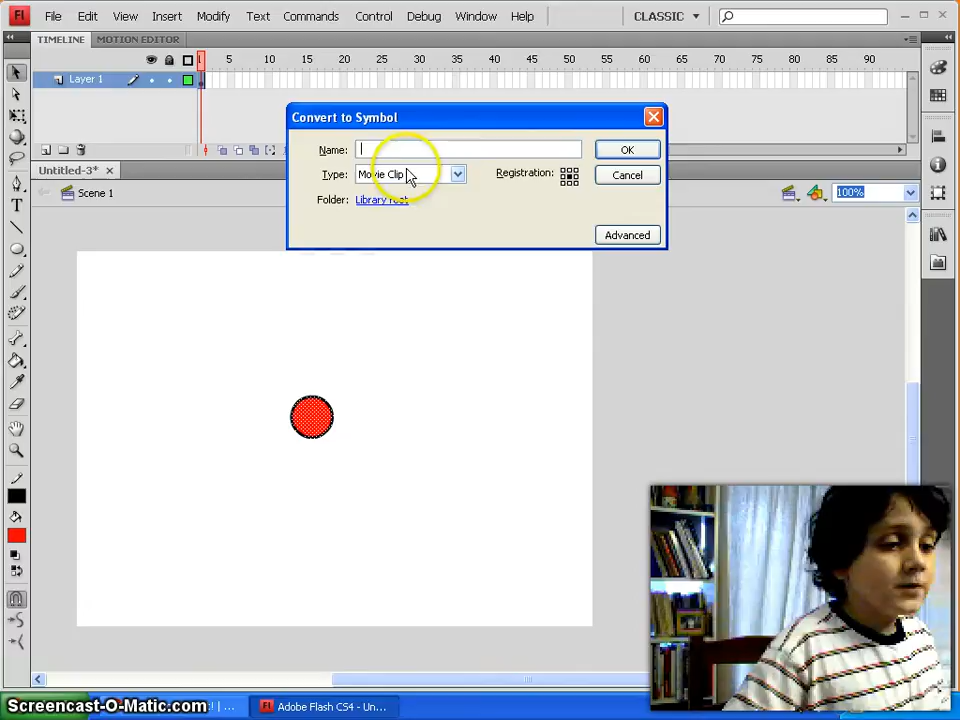 Fl File Edit View Insert Modify Text Commands Control Debug Window Help CLASSIC
TIMELINE MOTION EDITOR
1 5 10 15 20 25 30 35 40 45 50 55 60 65 70 75 80 85 90
Layer 1
Convert to Symbol
Name: OK
Type: Movie Clip Registration: Cancel
Folder: Library root
Advanced
Untitled-3*
Scene 1 100%
Screencast-O-Matic.com
Fl Adobe Flash CS4 - Un...